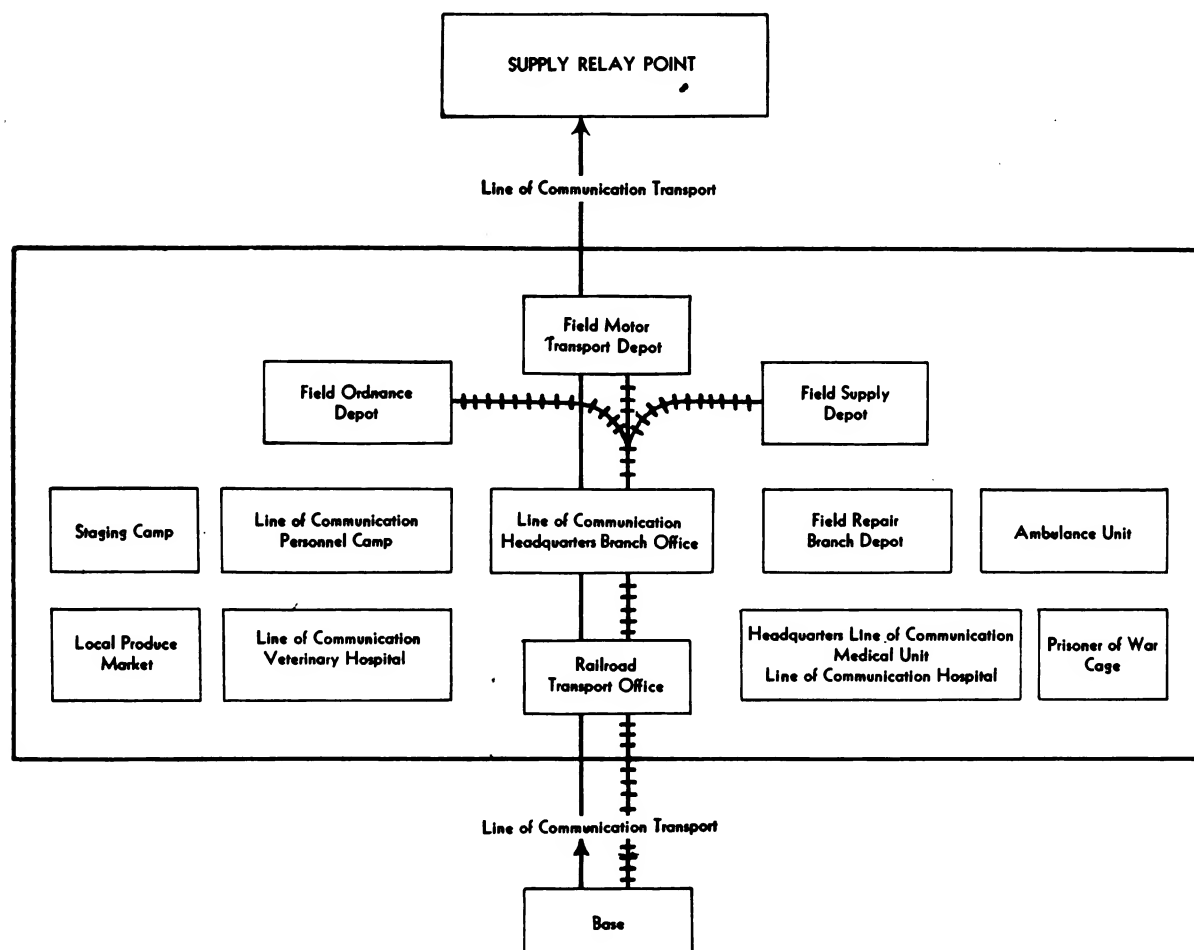 SUPPLY RELAY POINT
Line of Communication Transport
Field Motor
Transport Depot
Field Ordnance
Depot
Field Supply
Depot
Staging Camp
Line of Communication
Personnel Camp
Line of Communication
Headquarters Branch Office
Field Repair
Branch Depot
Ambulance Unit
Local Produce
Market
Line of Communication
Veterinary Hospital
Railroad
Transport Office
Headquarters Line of Communication
Medical Unit
Line of Communication Hospital
Prisoner of War
Cage
Line of Communication Transport
Base